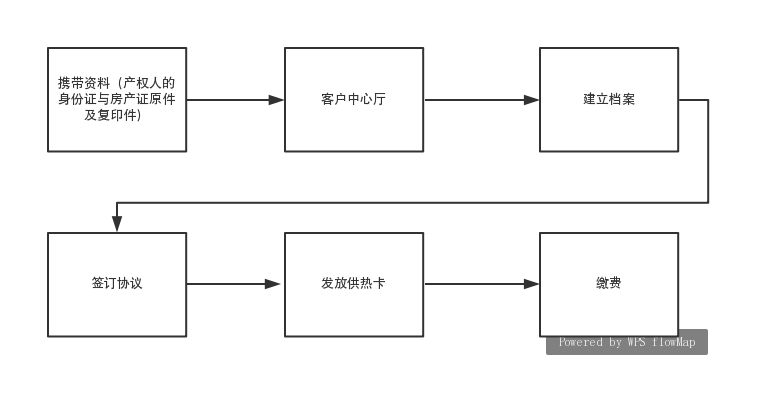 携带资料（产权人的
身份证与房产证原件
及复印件）
客户中心厅
建立档案
签订协议
发放供热卡
缴费
Powered by WPS flowMap